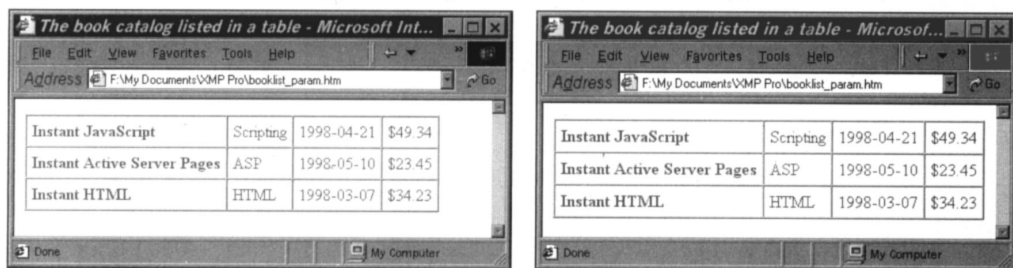 The book catalog listed in a table - Microsoft Int...
File Edit View Favorites Tools Help »
Address F:\My Documents\XMP Pro\booklist_param.htm Go
Instant JavaScript Scripting 1998-04-21 $49.34
Instant Active Server Pages ASP 1998-05-10 $23.45
Instant HTML HTML 1998-03-07 $34.23
Done My Computer
The book catalog listed in a table - Microsof...
File Edit View Favorites Tools Help »
Address F:\My Documents\XMP Pro\booklist_param.htm Go
Instant JavaScript Scripting 1998-04-21 $49.34
Instant Active Server Pages ASP 1998-05-10 $23.45
Instant HTML HTML 1998-03-07 $34.23
Done My Computer